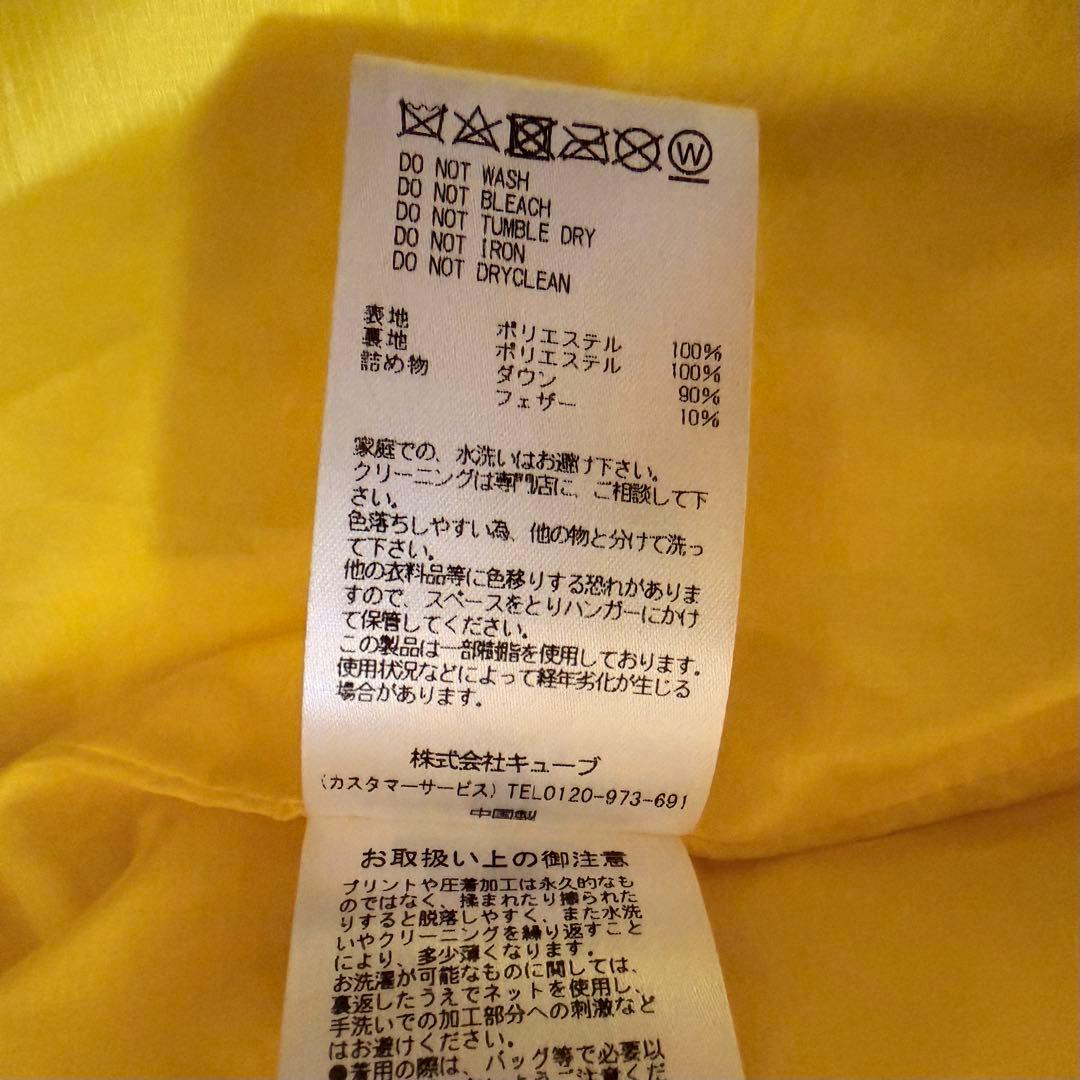 W
DO NOT WASH
DO NOT BLEACH
DO NOT TUMBLE DRY
DO NOT IRON
DO NOT DRYCLEAN
表地 ポリエステル 100%
裏地 ポリエステル 100%
詰め物 ダウン 90%
フェザー 10%
家庭での、水洗いはお避け下さい。
クリーニングは専門店に、ご相談して下
さい。
色落ちしやすい為、他の物と分けて洗っ
て下さい。
他の衣料品等に色移りする恐れがありま
すので、スペースをとりハンガーにかけ
て保管してください。
この製品は一部樹脂を使用しております。
使用状況などによって経年劣化が生じる
場合があります。
株式会社キューブ
(カスタマーサービス) TEL0120-973-691
中国製
お取扱い上の御注意
プリントや圧着加工は永久的なも
のではなく、揉まれたり擦られた
りすると脱落しやすく、また水洗
いやクリーニングを繰り返すこと
により、多少薄くなります。
お洗濯が可能なものに関しては、
裏返したうえでネットを使用し、
手洗いでの加工部分への刺激など
はお避けください。
●着用の際は、バッグ等で必要以